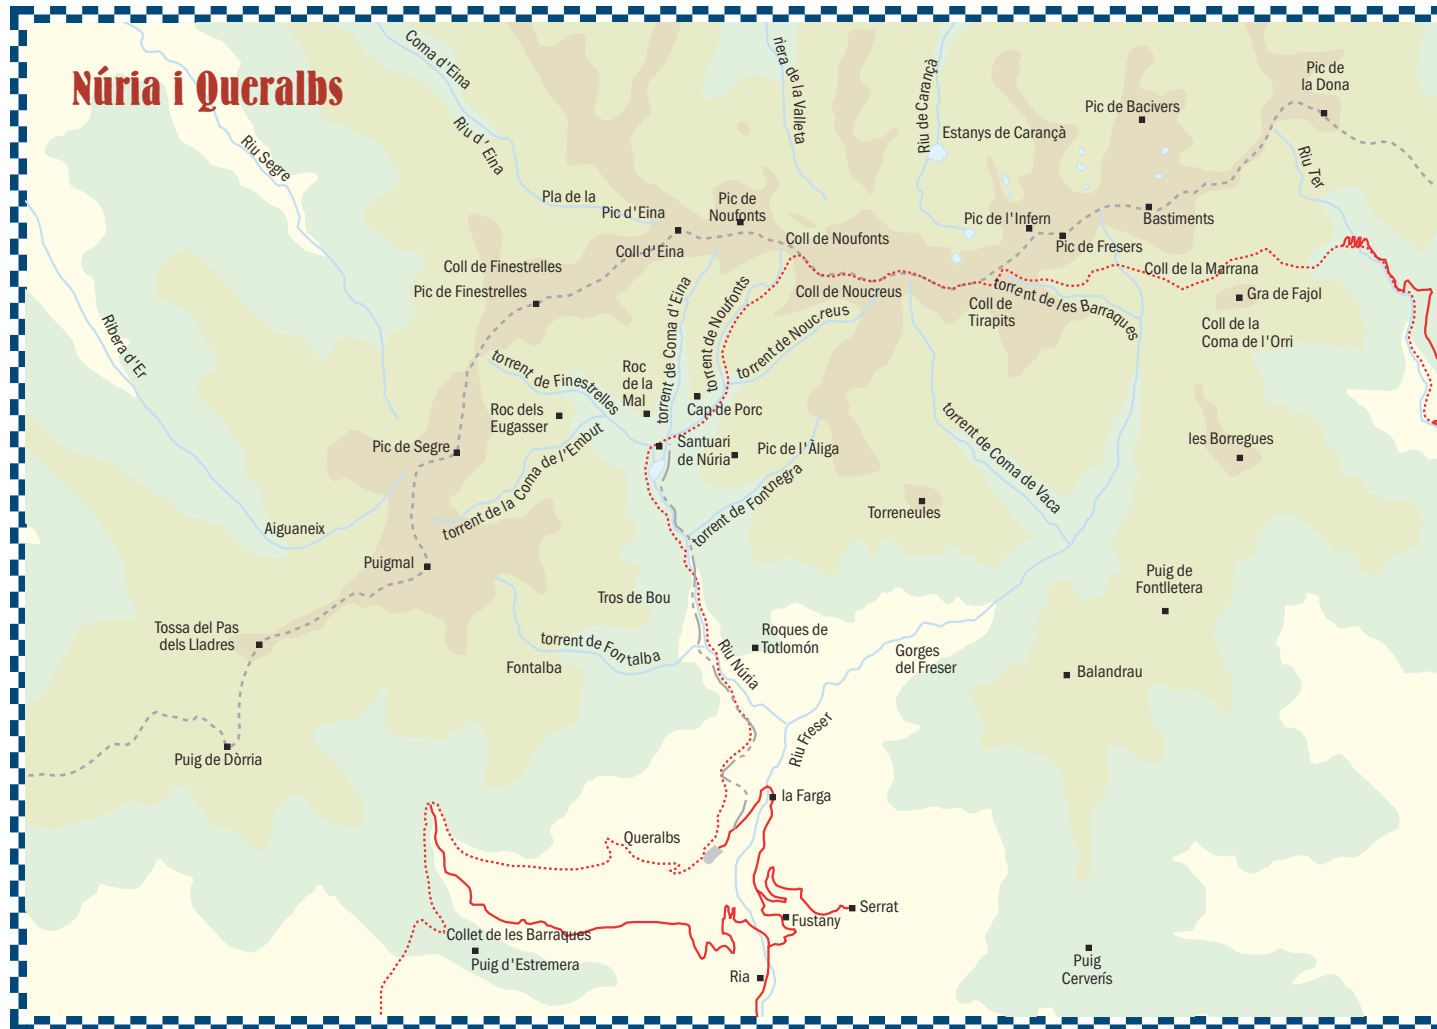 Núria i Queralbs
Coma d'Eina
Riu d' Eina
riera de la Valleta
Riu de Carançà
Estanys de Carançà
Pic de Bacivers
Pic de
la Dona
Riu Segre
Riu Ter
Pla de la
Pic d'Eina
Pic de
Noufonts
Pic de l'Infern
Bastiments
Coll d'Eina
Coll de Noufonts
Pic de Fresers
Coll de Finestrelles
Coll de la Marrana
Pic de Finestrelles
Coll de Noucreus
Coll de
Tirapits
torrent de les Barraques
Gra de Fajol
Coll de la
Coma de l'Orri
Ribera d'Er
torrent de Coma d'Eina
torrent de Noufonts
torrent de Noucreus
torrent de Finestrelles
Roc
de la
Mal
Roc dels
Eugasser
Cap de Porc
torrent de la Coma de l'Embut
Pic de Segre
Santuari
de Núria
Pic de l'Àliga
les Borregues
torrent de Coma de Vaca
torrent de Fontnegra
Torreneules
Aiguaneix
Puigmal
Puig de
Fontlletera
Tros de Bou
Tossa del Pas
dels Lladres
Roques de
Totlomón
torrent de Fontalba
Fontalba
Riu Núria
Gorges
del Freser
Balandrau
Riu Freser
Puig de Dòrria
la Farga
Queralbs
Serrat
Fustany
Collet de les Barraques
Puig d'Estremera
Ria
Puig
Cerverís